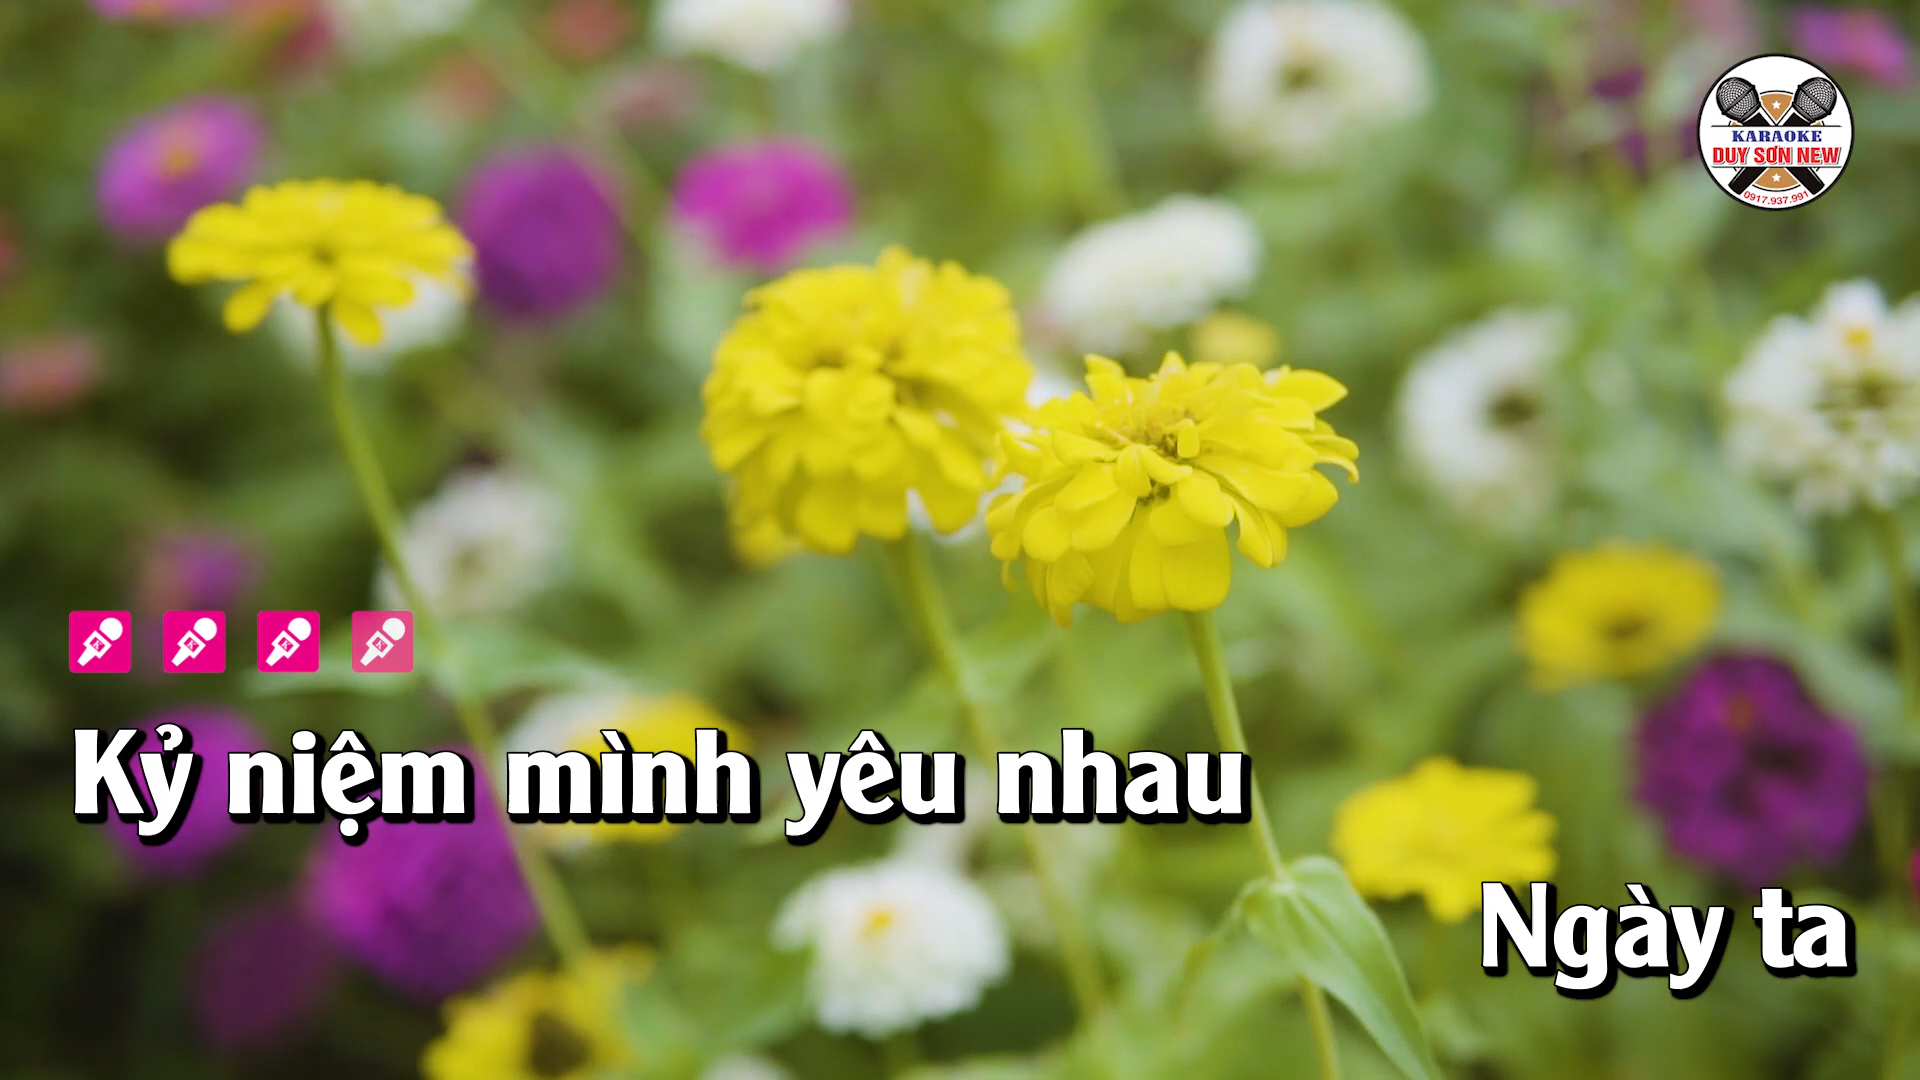 KARAOKE
DUY SƠN NEW
0917.937.991
Kỷ niệm mình yêu nhau
Ngày ta